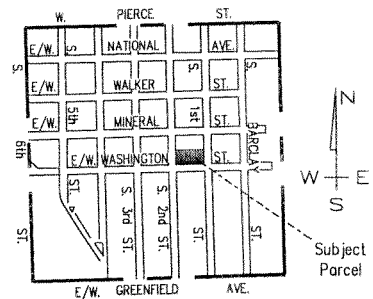 W. PIERCE ST.
E/W. NATIONAL AVE.
S. S. S. S.
E/W. WALKER ST.
E/W. MINERAL ST.
5th 1st BARCLAY
6th E/W. WASHINGTON ST.
ST. ST. S. 3rd ST. S. 2nd ST. ST. ST.
E/W. GREENFIELD AVE.
N
W E
S
Subject
Parcel